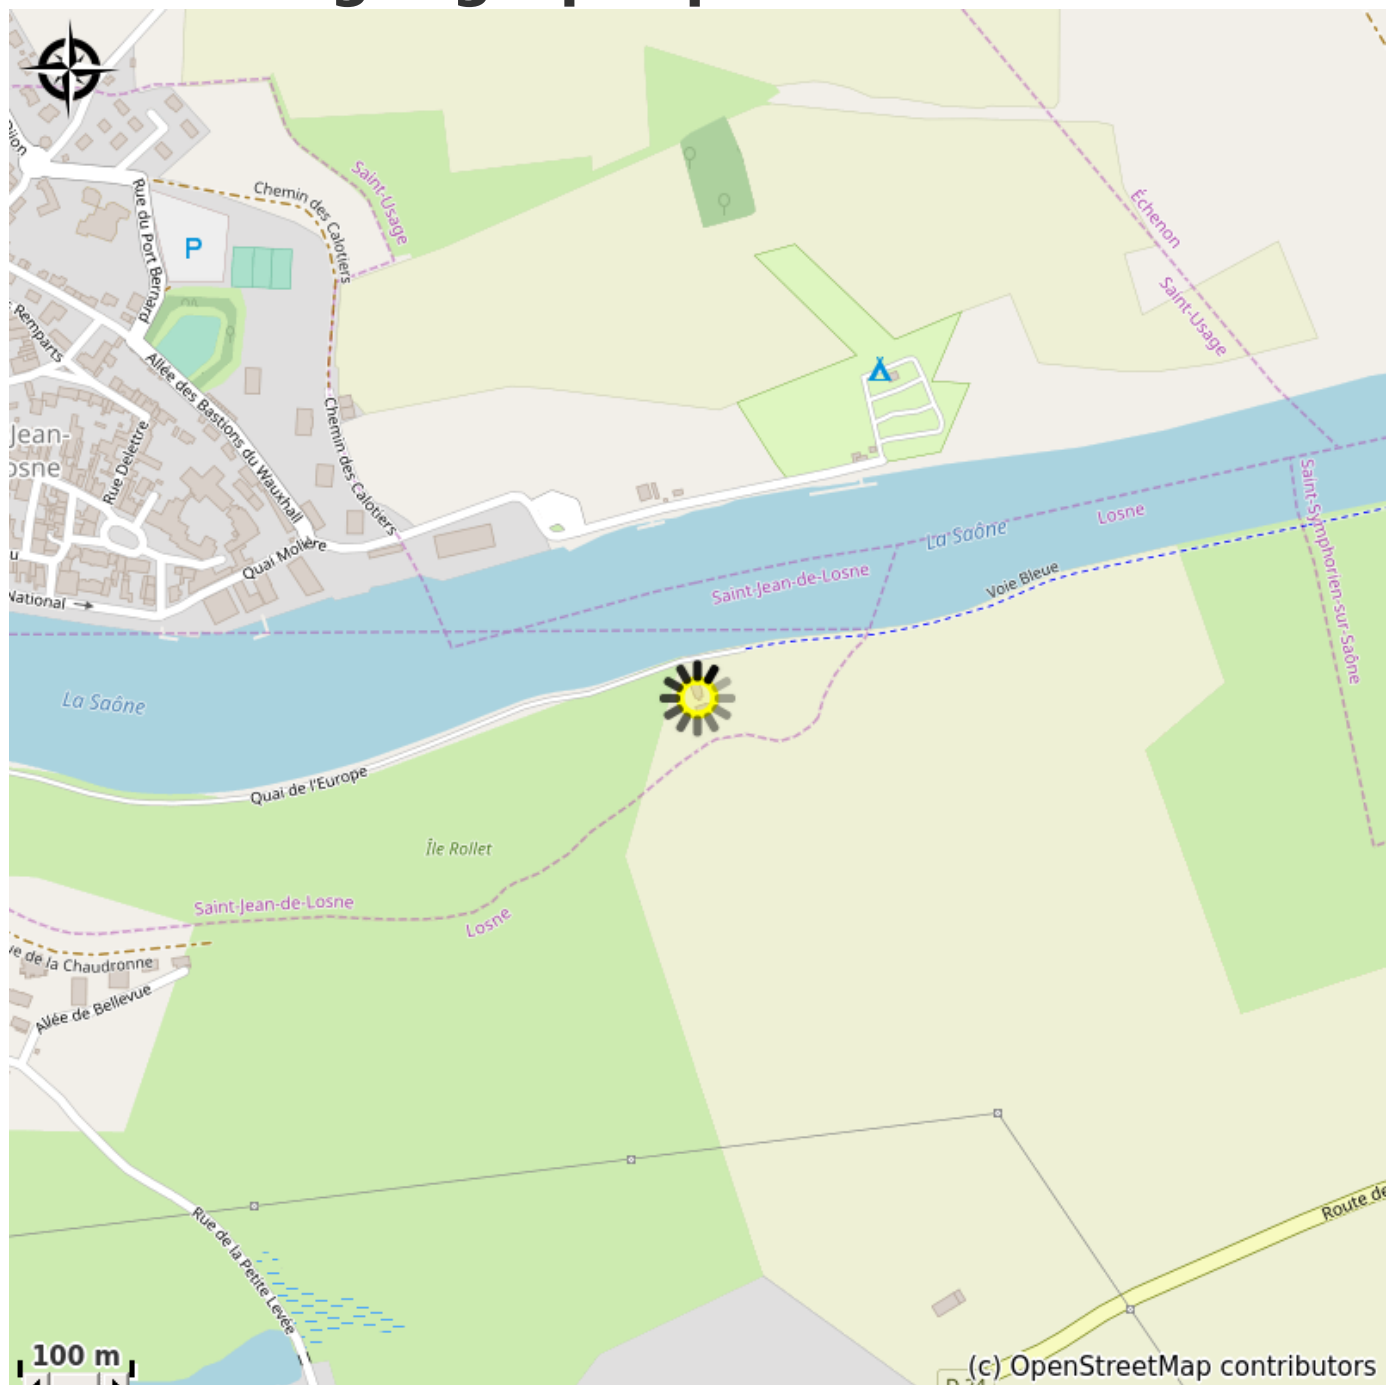 Dijon
Chemin des Calotiers
Saint-Usage
Rue du Port Bernard
P
Échenon
Saint-Usage
Remparts
Allée des Bastions du Wauxhall
Chemin des Calotiers
Jean-
osne
Rue Delettre
Saint-Symphorien-sur-Saône
Losne
La Saône
Quai Molière
Saint-Jean-de-Losne
Voie Bleue
National
La Saône
Quai de l'Europe
Île Rollet
Saint-Jean-de-Losne
Losne
de la Chaudronne
Allée de Bellevue
Rue de la Petite Levée
Route de
100 m
(c) OpenStreetMap contributors